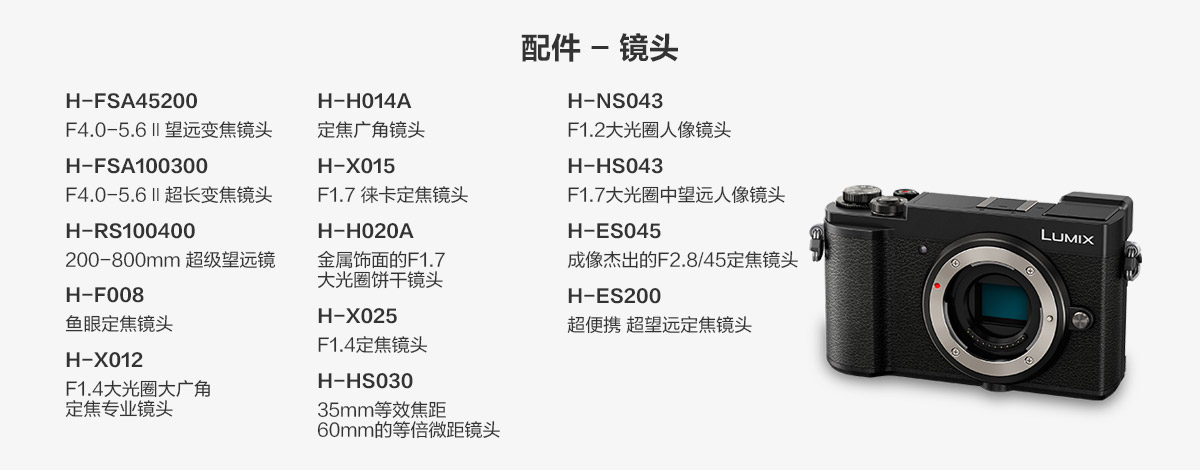 配件 – 镜头
H-FSA45200
F4.0-5.6 II 望远变焦镜头
H-FSA100300
F4.0-5.6 II 超长变焦镜头
H-RS100400
200-800mm 超级望远镜
H-F008
鱼眼定焦镜头
H-X012
F1.4大光圈大广角
定焦专业镜头
H-H014A
定焦广角镜头
H-X015
F1.7 徕卡定焦镜头
H-H020A
金属饰面的F1.7
大光圈饼干镜头
H-X025
F1.4定焦镜头
H-HS030
35mm等效焦距
60mm的等倍微距镜头
H-NS043
F1.2大光圈人像镜头
H-HS043
F1.7大光圈中望远人像镜头
H-ES045
成像杰出的F2.8/45定焦镜头
H-ES200
超便携 超望远定焦镜头
LUMIX